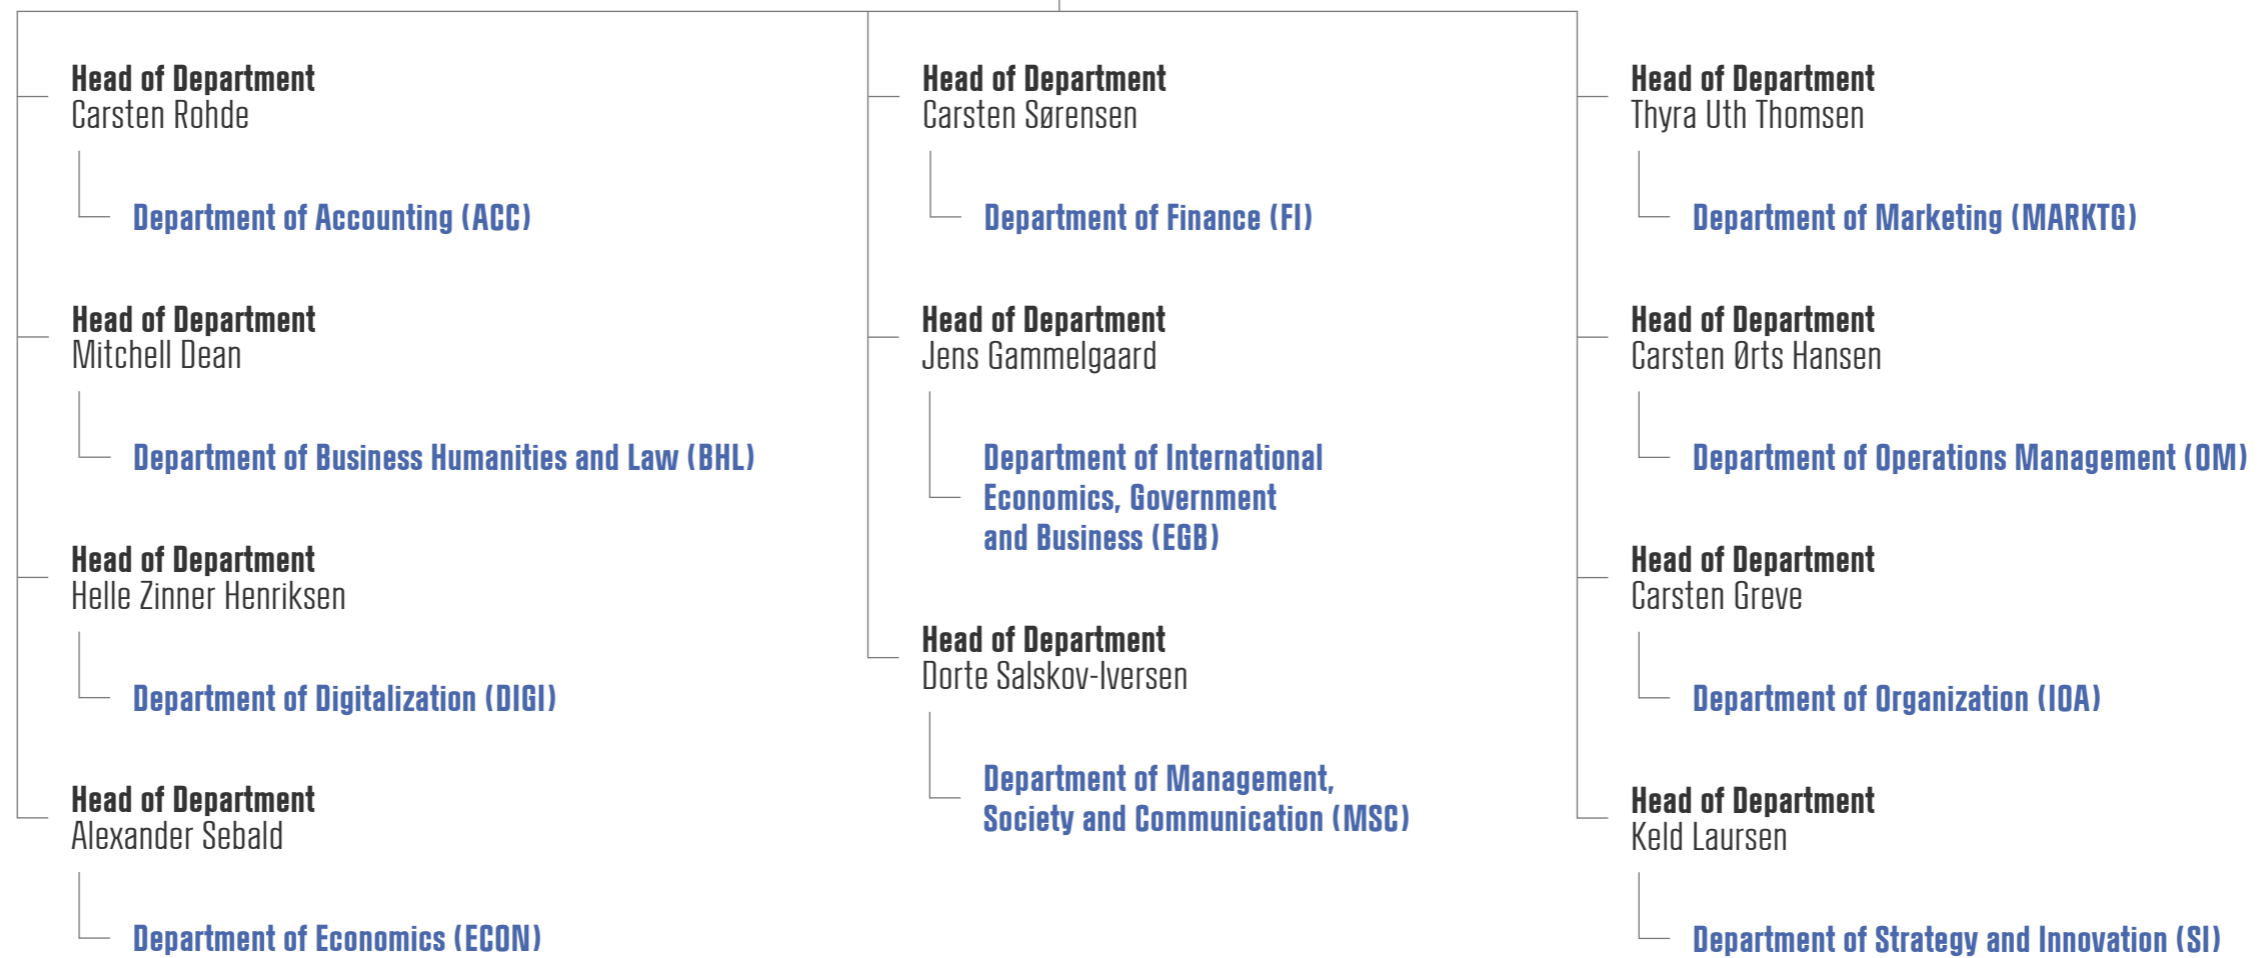 Head of Department
Carsten Rohde
Department of Accounting (ACC)
Head of Department
Mitchell Dean
Department of Business Humanities and Law (BHL)
Head of Department
Helle Zinner Henriksen
Department of Digitalization (DIGI)
Head of Department
Alexander Sebald
Department of Economics (ECON)
Head of Department
Carsten Sørensen
Department of Finance (FI)
Head of Department
Jens Gammelgaard
Department of International
Economics, Government
and Business (EGB)
Head of Department
Dorte Salskov-Iversen
Department of Management,
Society and Communication (MSC)
Head of Department
Thyra Uth Thomsen
Department of Marketing (MARKTG)
Head of Department
Carsten Ørts Hansen
Department of Operations Management (OM)
Head of Department
Carsten Greve
Department of Organization (IOA)
Head of Department
Keld Laursen
Department of Strategy and Innovation (SI)